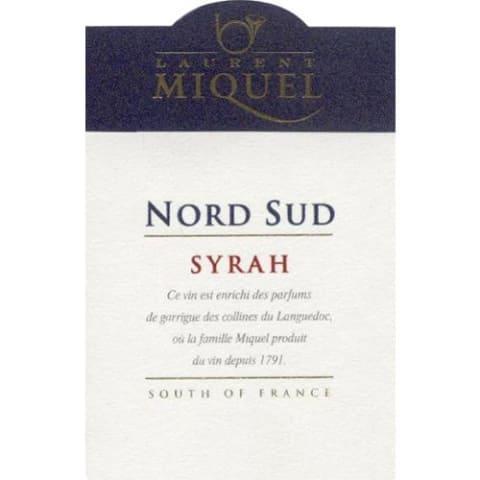 LAURENT
MIQUEL
NORD SUD
SYRAH
Ce vin est enrichi des parfums
de garrigue des collines du Languedoc,
où la famille Miquel produit
du vin depuis 1791.
SOUTH OF FRANCE